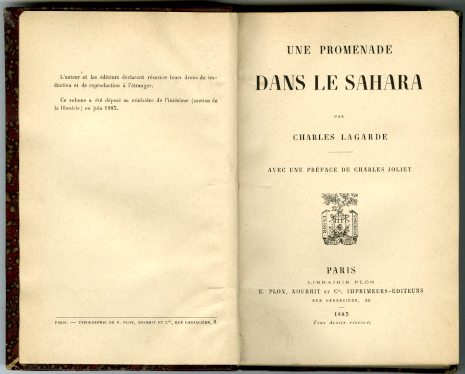 L'auteur et les éditeurs déclarent réserver leurs droits de tra-
duction et de reproduction à l'étranger.
Ce volume a été déposé au ministère de l'intérieur (section de
la librairie) en juin 1885.
PARIS. — TYPOGRAPHIE DE E. PLON, NOURRIT ET Cie, RUE GARANCIÈRE, 8.
UNE PROMENADE
DANS LE SAHARA
PAR
CHARLES LAGARDE
AVEC UNE PRÉFACE DE CHARLES JOLIET
PARIS
LIBRAIRIE PLON
E. PLON, NOURRIT ET Cie, IMPRIMEURS-ÉDITEURS
RUE GARANCIÈRE, 10
1885
Tous droits réservés